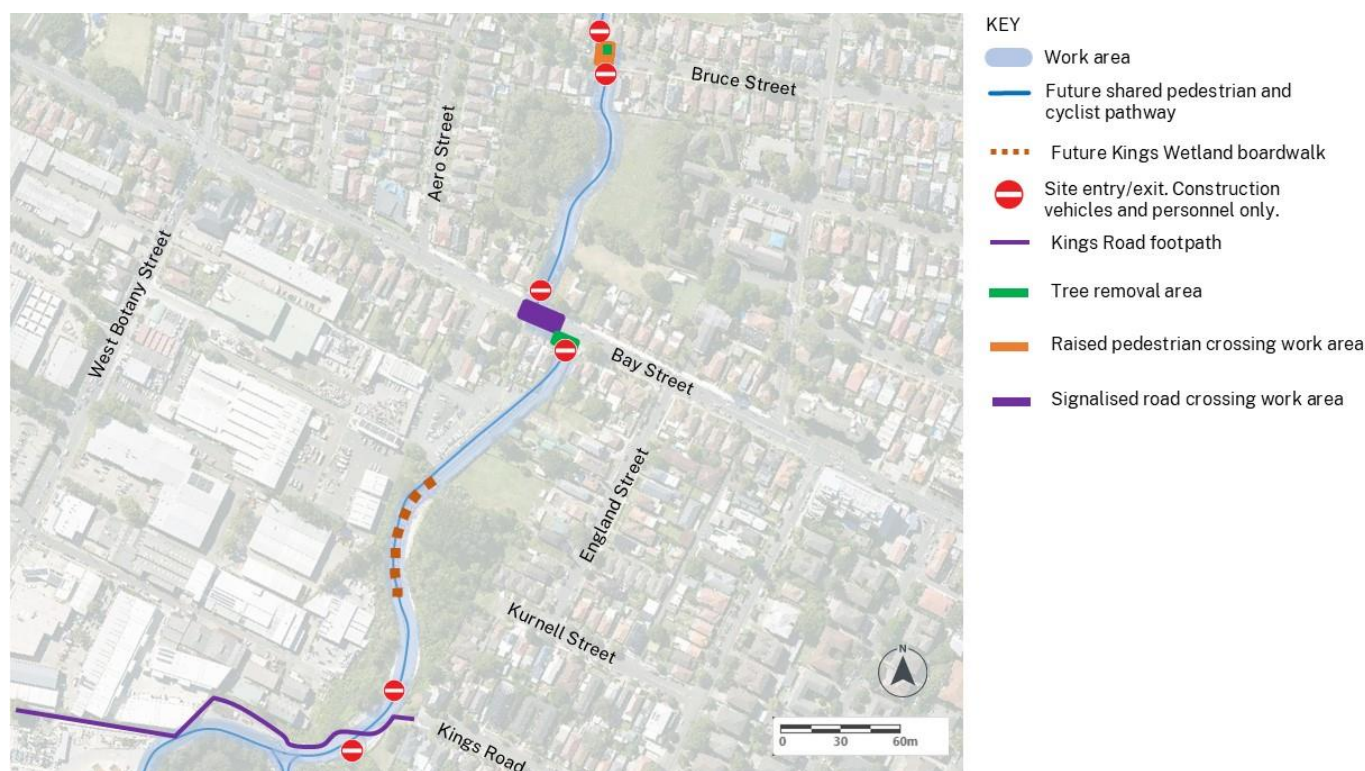 KEY
Work area
Future shared pedestrian and
cyclist pathway
Future Kings Wetland boardwalk
Site entry/exit. Construction
vehicles and personnel only.
Kings Road footpath
Tree removal area
Raised pedestrian crossing work area
Signalised road crossing work area
Bruce Street
Aero Street
West Botany Street
Bay Street
England Street
Kurnell Street
Kings Road
N
0 30 60m